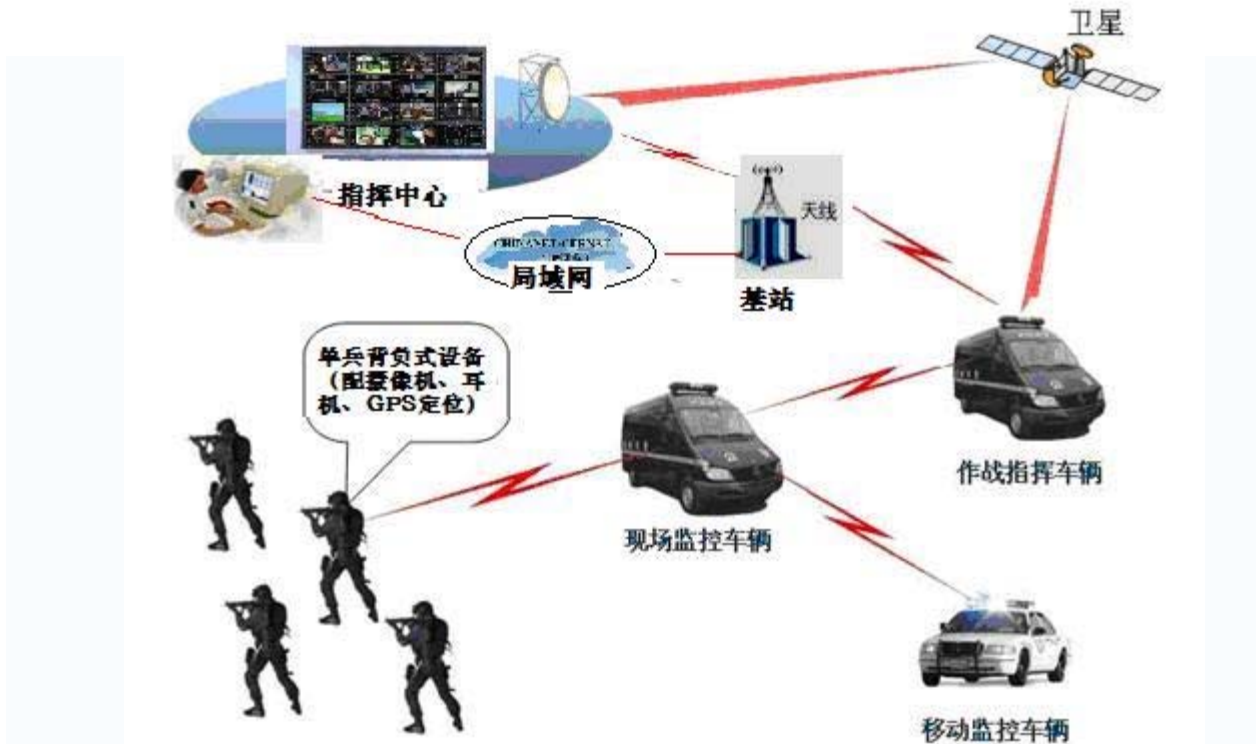 卫星
指挥中心
天线
局域网
基站
单兵背负式设备
（配摄像机、耳
机、GPS定位）
作战指挥车辆
现场监控车辆
移动监控车辆